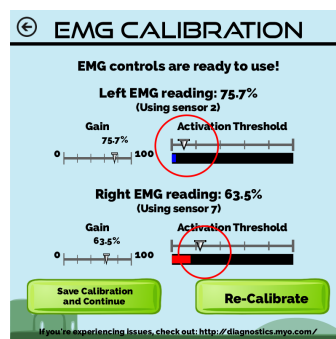 EMG CALIBRATION
EMG controls are ready to use!
Left EMG reading: 75.7%
(Using sensor 2)
Gain Activation Threshold
75.7%
0 100
Right EMG reading: 63.5%
(Using sensor 7)
Gain Activation Threshold
63.5%
0 100
Save Calibration
and Continue
Re-Calibrate
If you're experiencing issues, check out: http://diagnostics.myo.com/